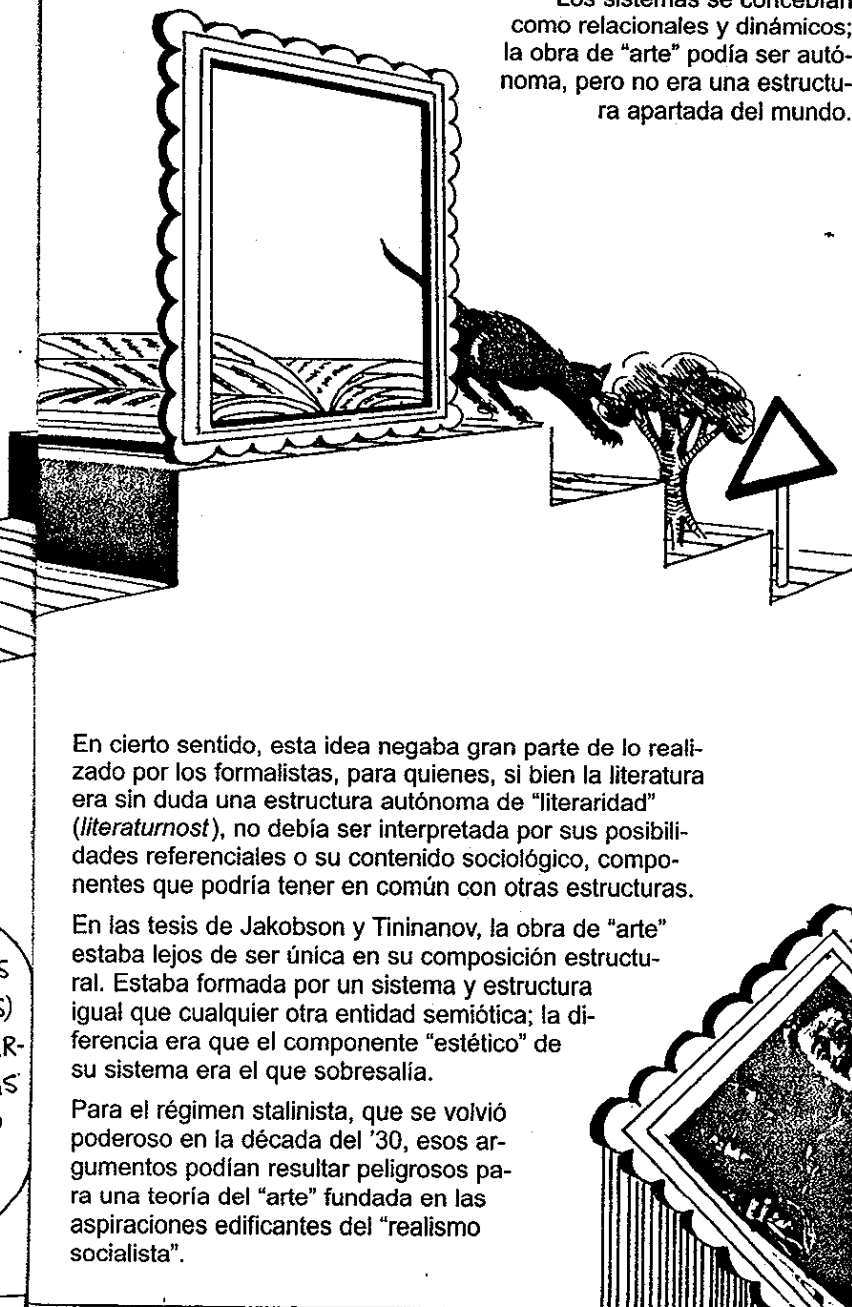 Los sistemas se concebían
como relacionales y dinámicos;
la obra de “arte” podía ser autó-
noma, pero no era una estructu-
ra apartada del mundo.
En cierto sentido, esta idea negaba gran parte de lo reali-
zado por los formalistas, para quienes, si bien la literatura
era sin duda una estructura autónoma de “literaridad”
(literaturnost), no debía ser interpretada por sus posibili-
dades referenciales o su contenido sociológico, compo-
nentes que podría tener en común con otras estructuras.
En las tesis de Jakobson y Tininanov, la obra de “arte”
estaba lejos de ser única en su composición estructu-
ral. Estaba formada por un sistema y estructura
igual que cualquier otra entidad semiótica; la di-
ferencia era que el componente “estético” de
su sistema era el que sobresalía.
Para el régimen stalinista, que se volvió
poderoso en la década del '30, esos ar-
gumentos podían resultar peligrosos pa-
ra una teoría del “arte” fundada en las
aspiraciones edificantes del “realismo
socialista”.